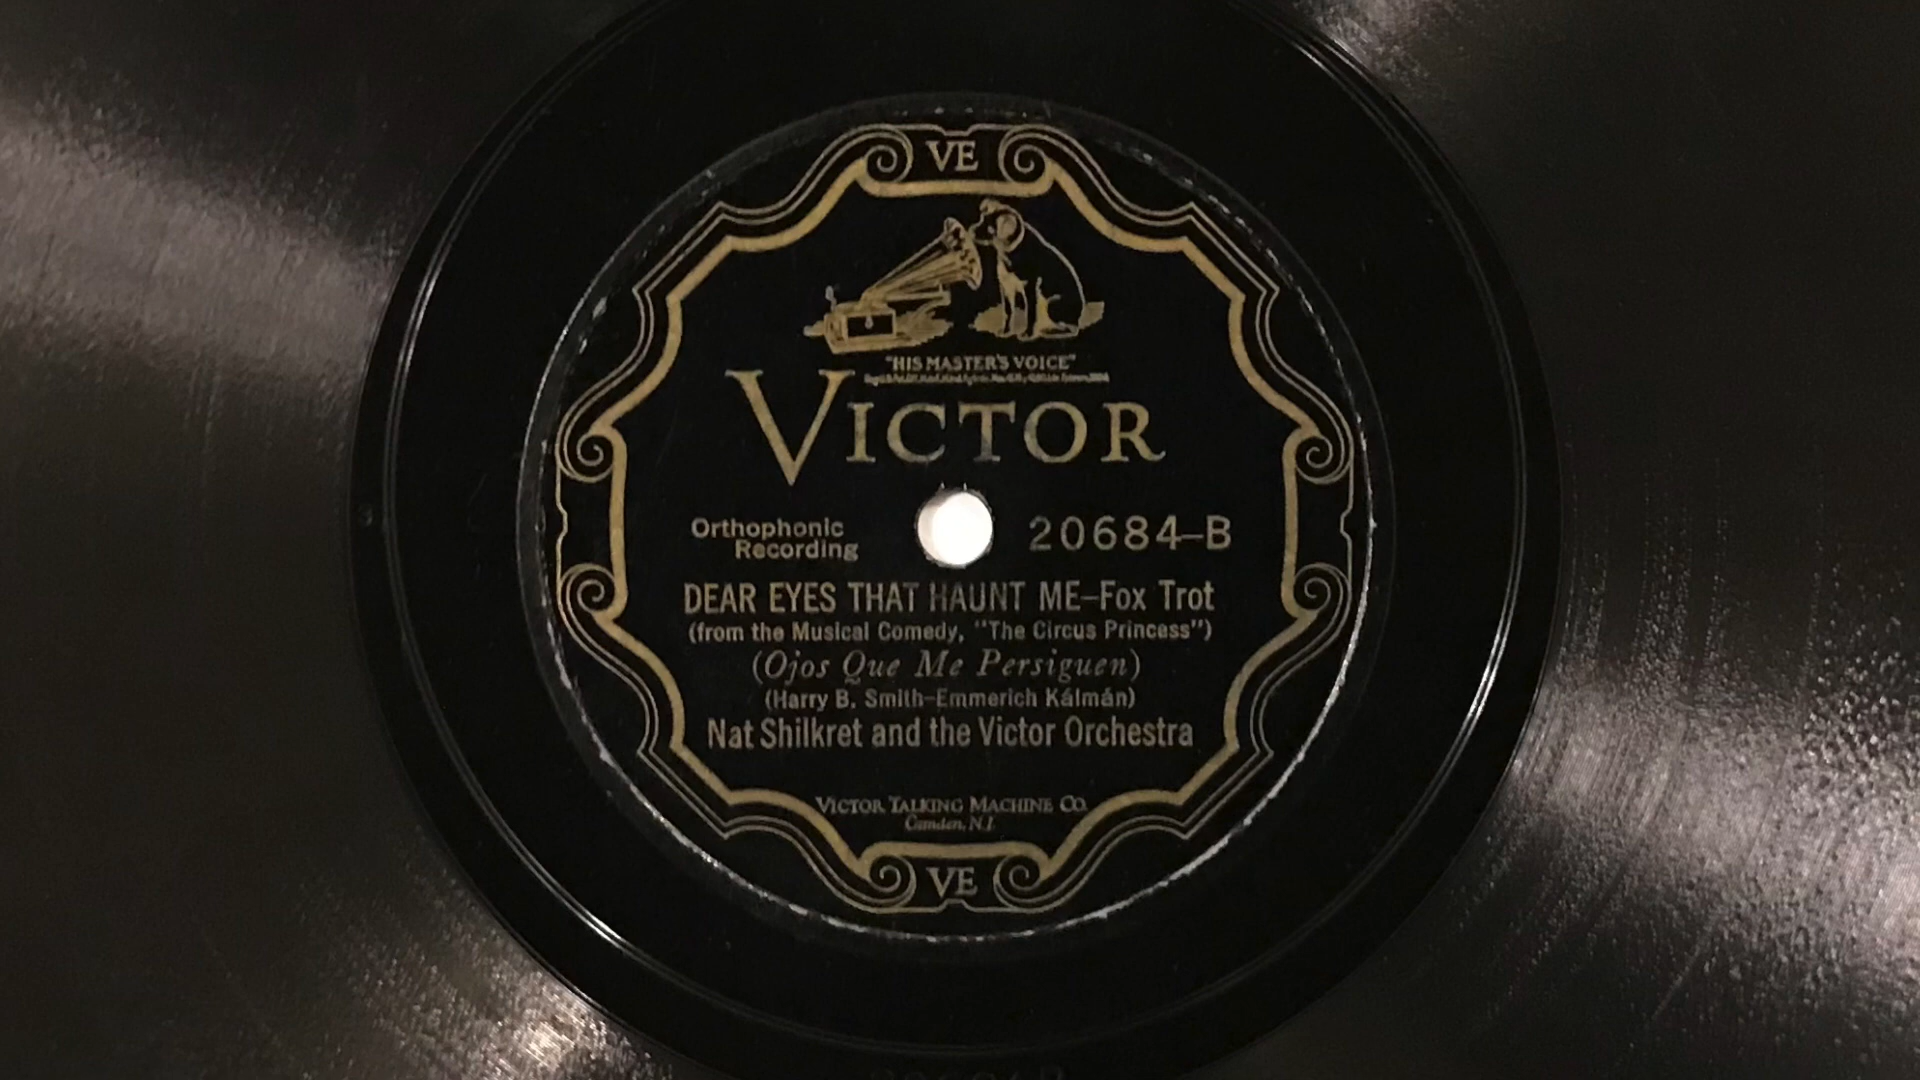 VE
"HIS MASTER'S VOICE"
VICTOR
Orthophonic
Recording
20684-B
DEAR EYES THAT HAUNT ME-Fox Trot
(from the Musical Comedy, "The Circus Princess")
(Ojos Que Me Persiguen)
(Harry B. Smith-Emmerich Kálmán)
Nat Shilkret and the Victor Orchestra
VICTOR TALKING MACHINE CO.
Camden, N.J.
VE